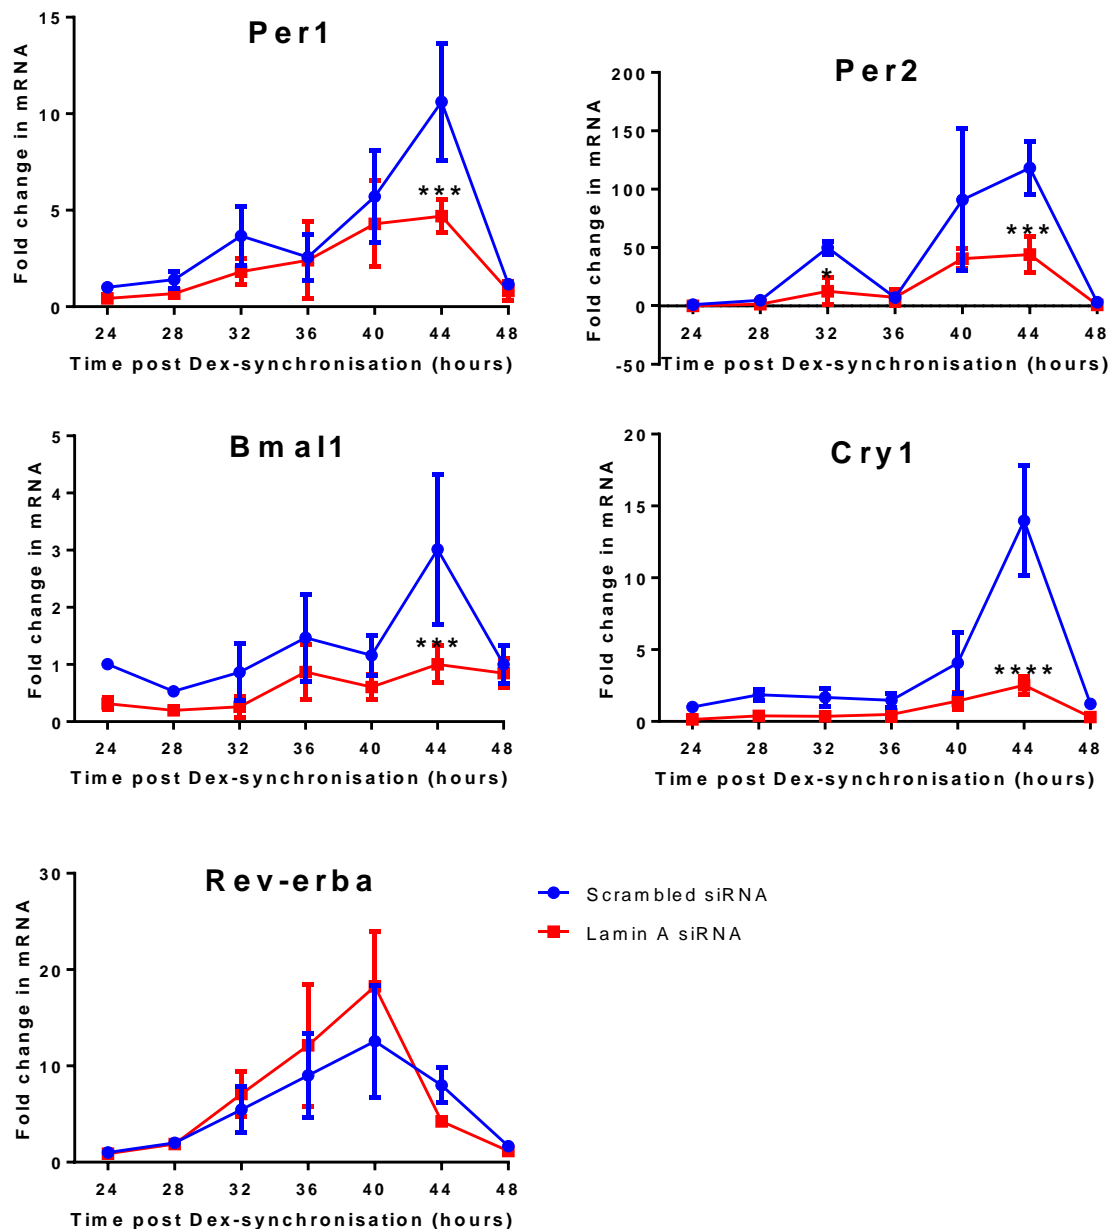 Per1
Fold change in mRNA
15
10
5
0
***
24 28 32 36 40 44 48
Time post Dex-synchronisation (hours)
Per2
Fold change in mRNA
200
150
100
50
0
-50
*
***
24 28 32 36 40 44 48
Time post Dex-synchronisation (hours)
Bmal1
Fold change in mRNA
5
4
3
2
1
0
***
24 28 32 36 40 44 48
Time post Dex-synchronisation (hours)
Cry1
Fold change in mRNA
20
15
10
5
0
****
24 28 32 36 40 44 48
Time post Dex-synchronisation (hours)
Rev-erba
Fold change in mRNA
30
20
10
0
24 28 32 36 40 44 48
Time post Dex-synchronisation (hours)
Scrambled siRNA
Lamin A siRNA